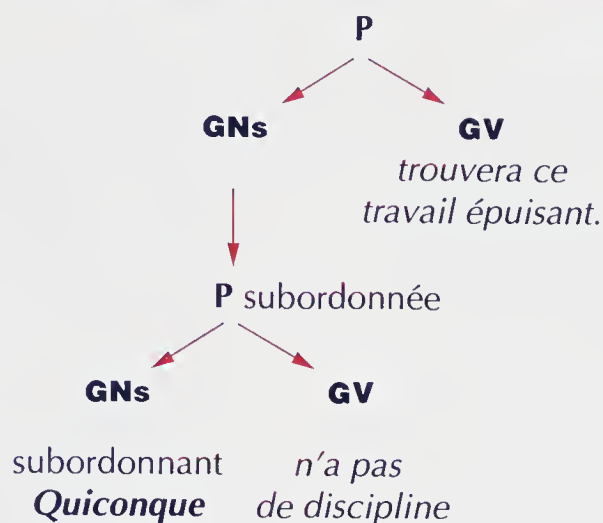 P
GNs GV
trouvera ce
travail épuisant.
P subordonnée
GNs GV
subordonnant n'a pas
Quiconque de discipline